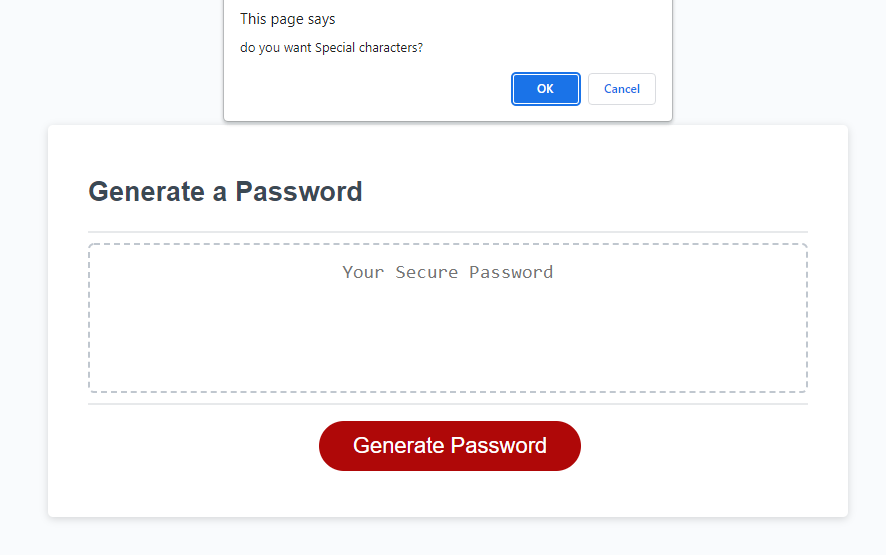 This page says
do you want Special characters?
OK Cancel
Generate a Password
Your Secure Password
Generate Password